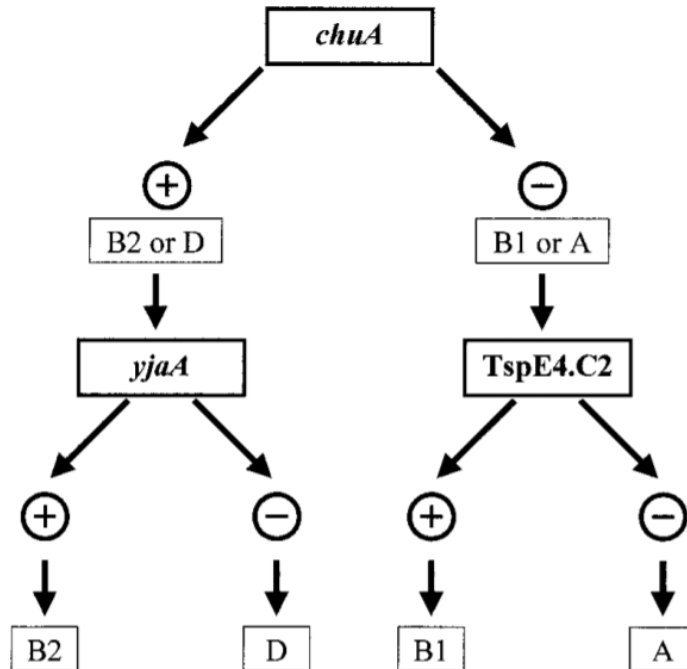 chuA
+ −
B2 or D B1 or A
yjaA TspE4.C2
+ − + −
B2 D B1 A